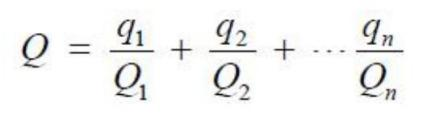 Q = q₁/Q₁ + q₂/Q₂ + ⋯ qₙ/Qₙ